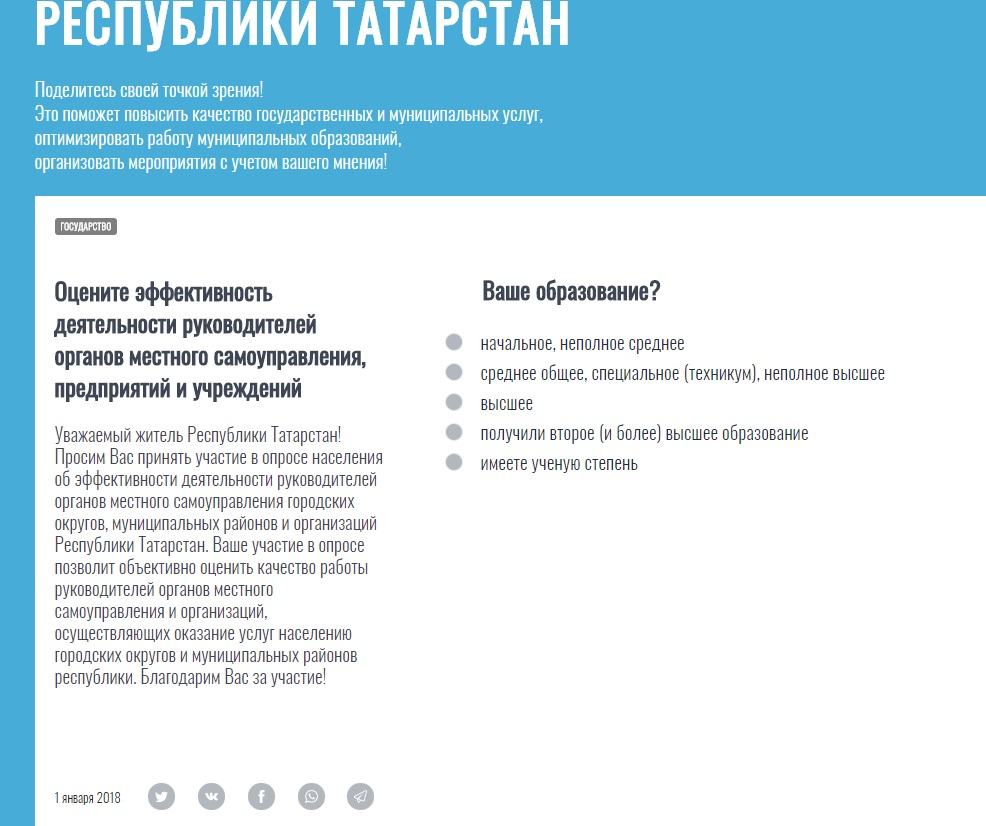 РЕСПУБЛИКИ ТАТАРСТАН
Поделитесь своей точкой зрения!
Это поможет повысить качество государственных и муниципальных услуг,
оптимизировать работу муниципальных образований,
организовать мероприятия с учетом вашего мнения!
ГОСУДАРСТВО
Оцените эффективность
деятельности руководителей
органов местного самоуправления,
предприятий и учреждений
Уважаемый житель Республики Татарстан!
Просим Вас принять участие в опросе населения
об эффективности деятельности руководителей
органов местного самоуправления городских
округов, муниципальных районов и организаций
Республики Татарстан. Ваше участие в опросе
позволит объективно оценить качество работы
руководителей органов местного
самоуправления и организаций,
осуществляющих оказание услуг населению
городских округов и муниципальных районов
республики. Благодарим Вас за участие!
1 января 2018
Ваше образование?
начальное, неполное среднее
среднее общее, специальное (техникум), неполное высшее
высшее
получили второе (и более) высшее образование
имеете ученую степень